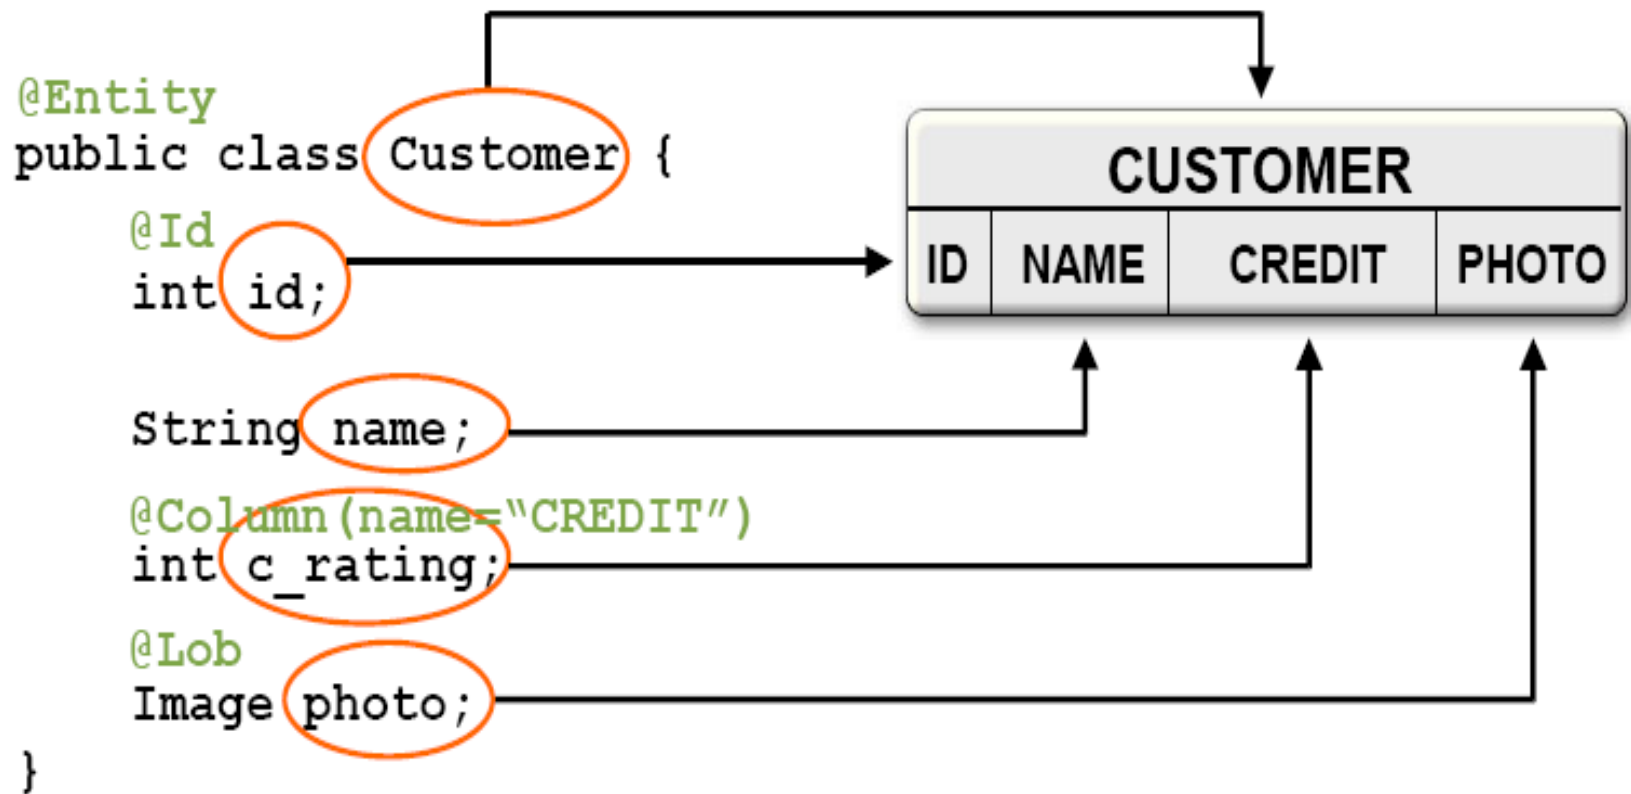 @Entity
public class Customer {
@Id
int id;
String name;
@Column(name=“CREDIT”)
int c_rating;
@Lob
Image photo;
}
CUSTOMER
ID NAME CREDIT PHOTO